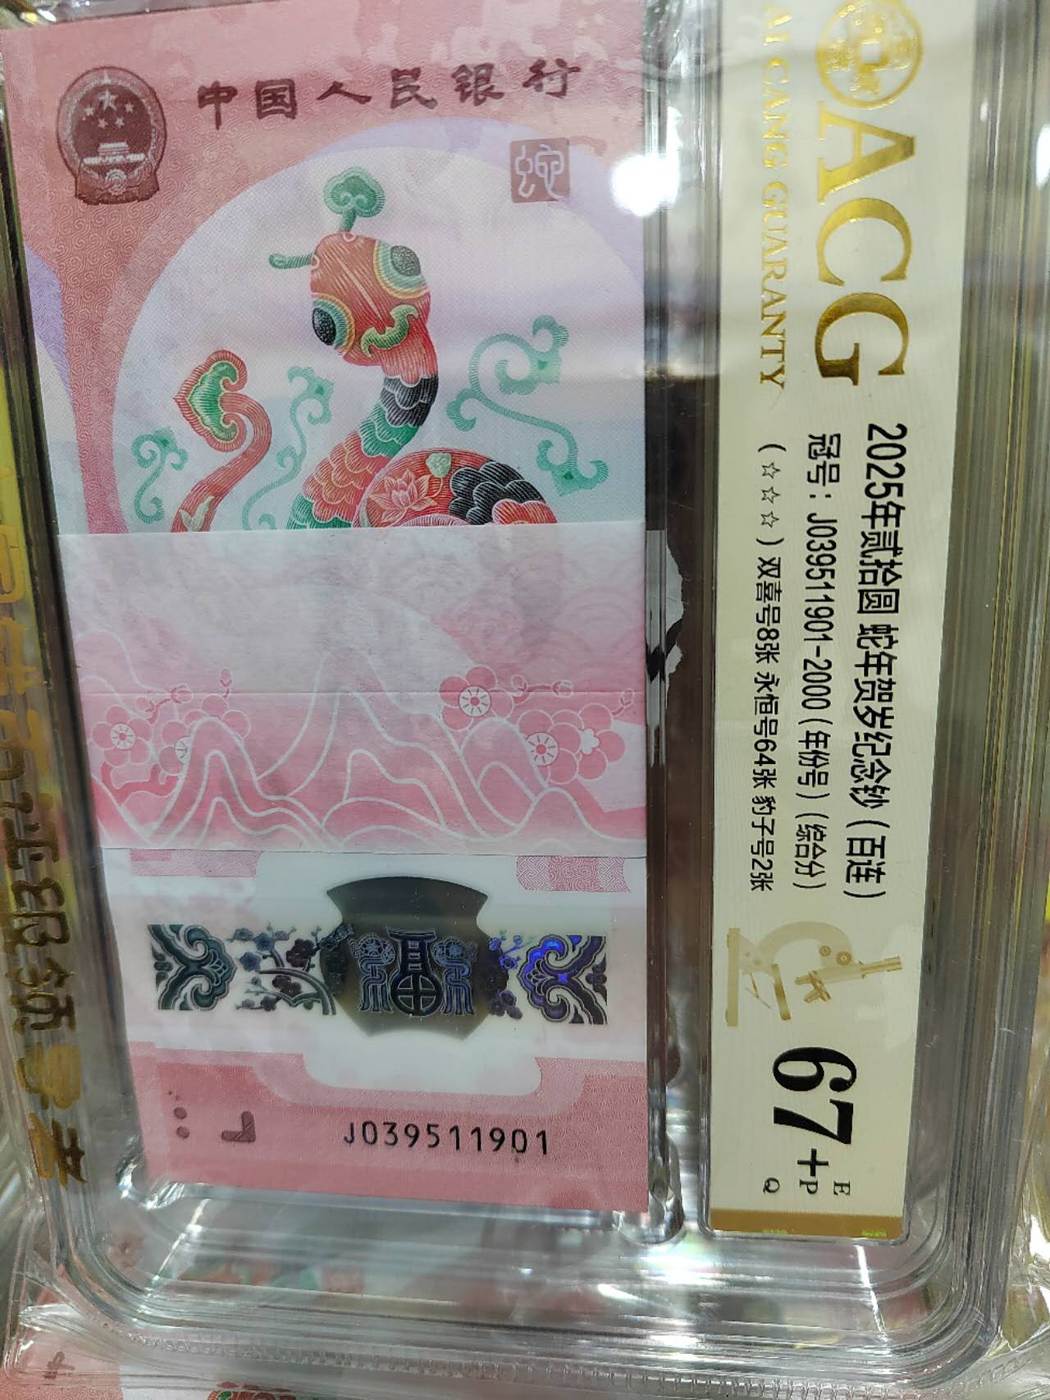 中国人民银行
蛇
J039511901
ACG
AI CANG GUARANTY
2025年贰拾圆 蛇年贺岁纪念钞（百连）
冠号：J039511901-2000（年份号）（综合分）
（☆☆☆）双喜号8张 永恒号64张 豹子号2张
67+
E
P
Q